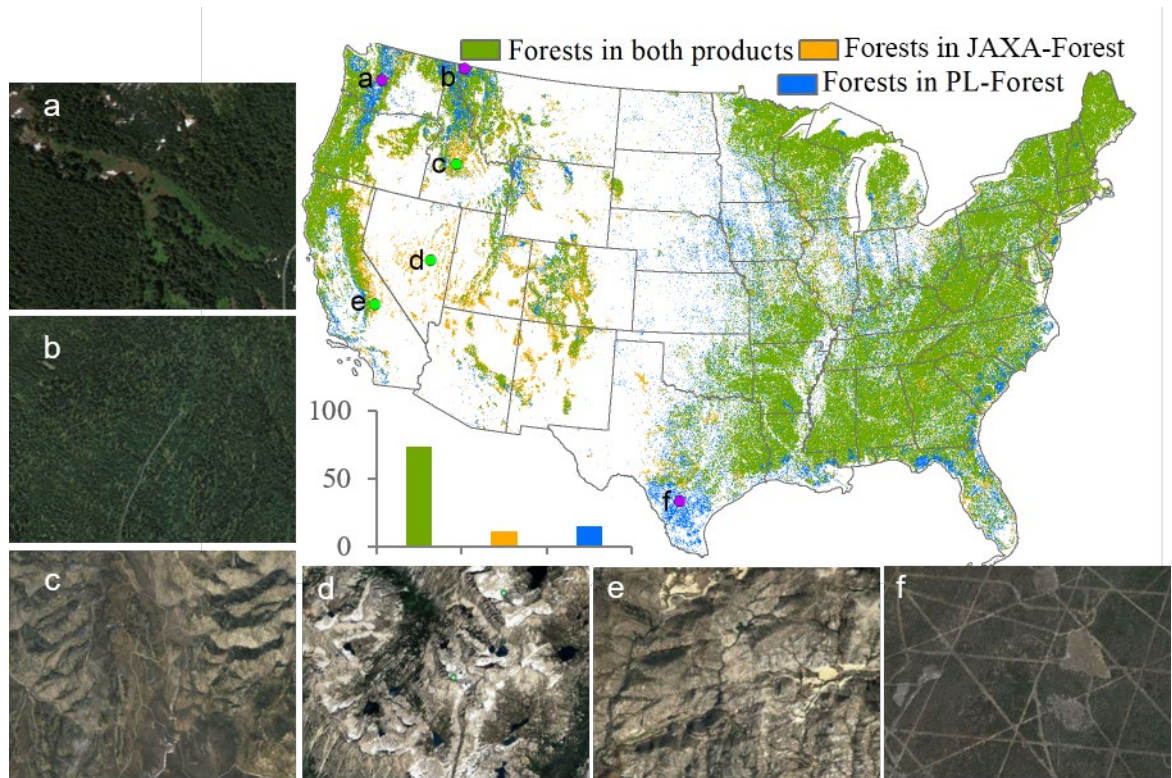 Forests in both products
Forests in JAXA-Forest
Forests in PL-Forest
a
b
a
b
c
d
e
100
50
0
f
c
d
e
f